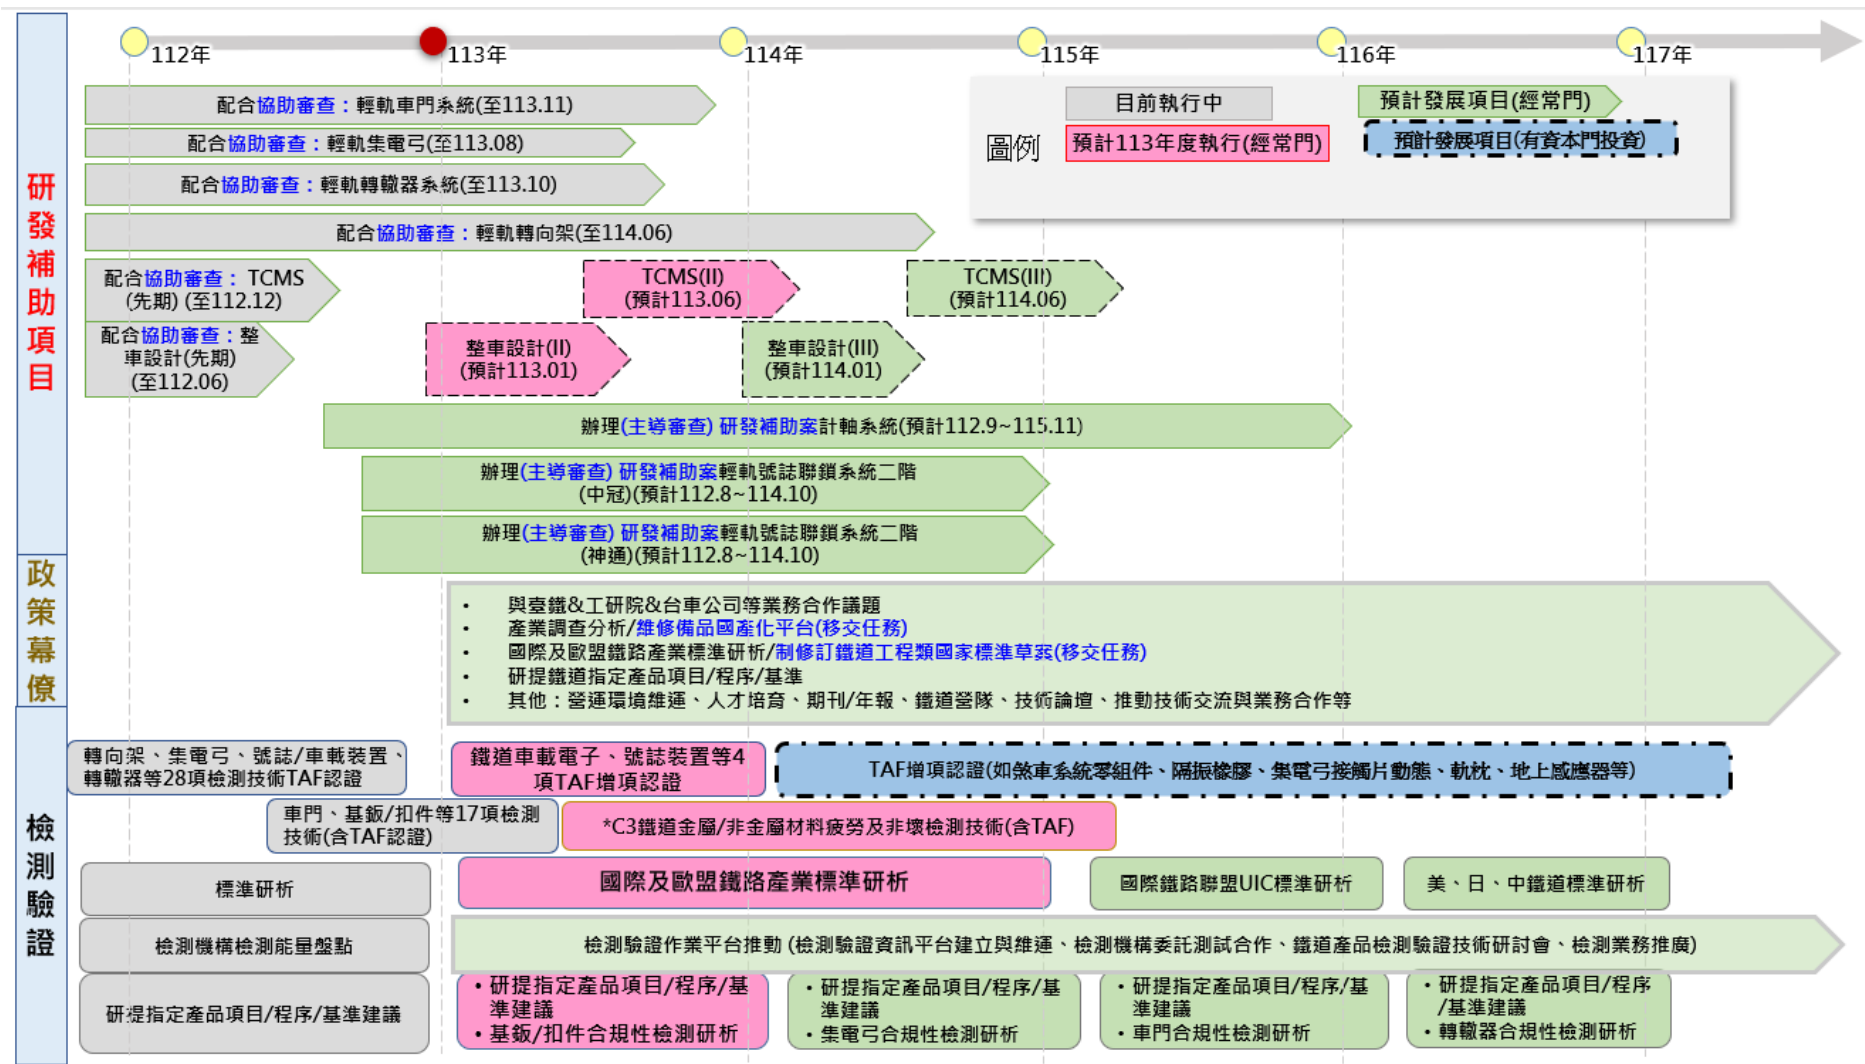 112年
113年
114年
115年
116年
117年
圖例
目前執行中
預計發展項目(經常門)
預計113年度執行(經常門)
預計發展項目(有資本門投資)
研發補助項目
配合協助審查：輕軌車門系統(至113.11)
配合協助審查：輕軌集電弓(至113.08)
配合協助審查：輕軌轉轍器系統(至113.10)
配合協助審查：輕軌轉向架(至114.06)
配合協助審查：TCMS
(先期) (至112.12)
TCMS(II)
(預計113.06)
TCMS(III)
(預計114.06)
配合協助審查：整
車設計(先期)
(至112.06)
整車設計(II)
(預計113.01)
整車設計(III)
(預計114.01)
辦理(主導審查) 研發補助案計軸系統(預計112.9~115.11)
辦理(主導審查) 研發補助案輕軌號誌聯鎖系統二階
(中冠)(預計112.8~114.10)
辦理(主導審查) 研發補助案輕軌號誌聯鎖系統二階
(神通)(預計112.8~114.10)
政策幕僚
• 與臺鐵&工研院&台車公司等業務合作議題
• 產業調查分析/維修備品國產化平台(移交任務)
• 國際及歐盟鐵路產業標準研析/制修訂鐵道工程類國家標準草案(移交任務)
• 研提鐵道指定產品項目/程序/基準
• 其他：營運環境維運、人才培育、期刊/年報、鐵道營隊、技術論壇、推動技術交流與業務合作等
檢測驗證
轉向架、集電弓、號誌/車載裝置、
轉轍器等28項檢測技術TAF認證
鐵道車載電子、號誌裝置等4
項TAF增項認證
TAF增項認證(如煞車系統零組件、隔振橡膠、集電弓接觸片動態、軌枕、地上感應器等)
車門、基鈑/扣件等17項檢測
技術(含TAF認證)
*C3鐵道金屬/非金屬材料疲勞及非壞檢測技術(含TAF)
標準研析
國際及歐盟鐵路產業標準研析
國際鐵路聯盟UIC標準研析
美、日、中鐵道標準研析
檢測機構檢測能量盤點
檢測驗證作業平台推動 (檢測驗證資訊平台建立與維運、檢測機構委託測試合作、鐵道產品檢測驗證技術研討會、檢測業務推廣)
研提指定產品項目/程序/基準建議
• 研提指定產品項目/程序/基
準建議
• 基鈑/扣件合規性檢測研析
• 研提指定產品項目/程序/基
準建議
• 集電弓合規性檢測研析
• 研提指定產品項目/程序/基
準建議
• 車門合規性檢測研析
• 研提指定產品項目/程序
/基準建議
• 轉轍器合規性檢測研析